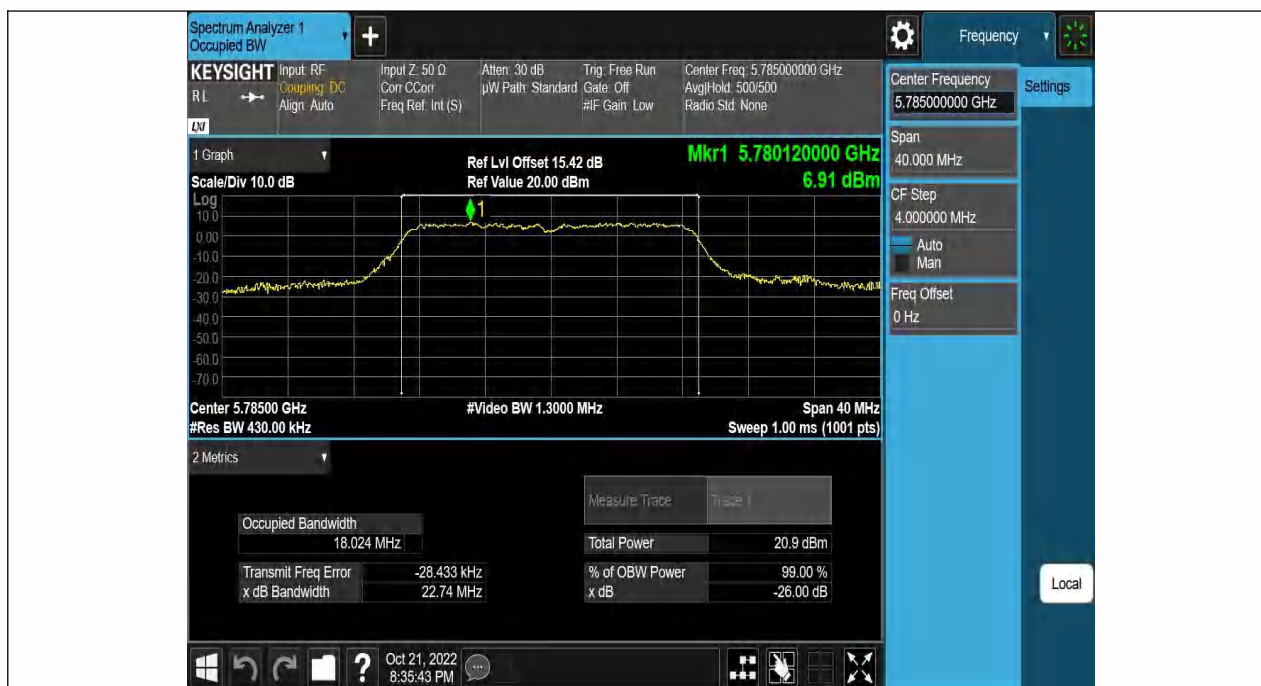 Spectrum Analyzer 1
Occupied BW
+
Frequency
KEYSIGHT
RL
LXI
Input: RF
Coupling: DC
Align: Auto
Input Z: 50 Ω
Corr CCorr
Freq Ref: Int (S)
Atten: 30 dB
µW Path: Standard
Trig: Free Run
Gate: Off
#IF Gain: Low
Center Freq: 5.785000000 GHz
Avg|Hold: 500/500
Radio Std: None
Center Frequency
5.785000000 GHz
Settings
Span
40.000 MHz
CF Step
4.000000 MHz
Auto
Man
Freq Offset
0 Hz
Local
1 Graph
Scale/Div 10.0 dB
Ref Lvl Offset 15.42 dB
Ref Value 20.00 dBm
Mkr1 5.780120000 GHz
6.91 dBm
Log
10.0
0.00
-10.0
-20.0
-30.0
-40.0
-50.0
-60.0
-70.0
1
Center 5.78500 GHz
#Res BW 430.00 kHz
#Video BW 1.3000 MHz
Span 40 MHz
Sweep 1.00 ms (1001 pts)
2 Metrics
Measure Trace
Trace 1
Occupied Bandwidth
18.024 MHz
Total Power
20.9 dBm
Transmit Freq Error
-28.433 kHz
% of OBW Power
99.00 %
x dB Bandwidth
22.74 MHz
x dB
-26.00 dB
?
Oct 21, 2022
8:35:43 PM